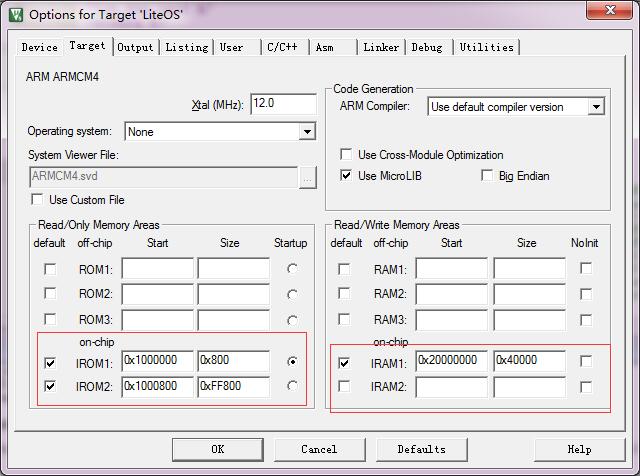 Options for Target 'LiteOS'
Device Target Output Listing User C/C++ Asm Linker Debug Utilities
ARM ARMCM4
Xtal (MHz): 12.0
Operating system: None
System Viewer File:
ARMCM4.svd ...
Use Custom File
Code Generation
ARM Compiler: Use default compiler version
Use Cross-Module Optimization
Use MicroLIB Big Endian
Read/Only Memory Areas
default off-chip Start Size Startup
ROM1:
ROM2:
ROM3:
on-chip
IROM1: 0x1000000 0x800
IROM2: 0x1000800 0xFF800
Read/Write Memory Areas
default off-chip Start Size NoInit
RAM1:
RAM2:
RAM3:
on-chip
IRAM1: 0x20000000 0x40000
IRAM2:
OK Cancel Defaults Help